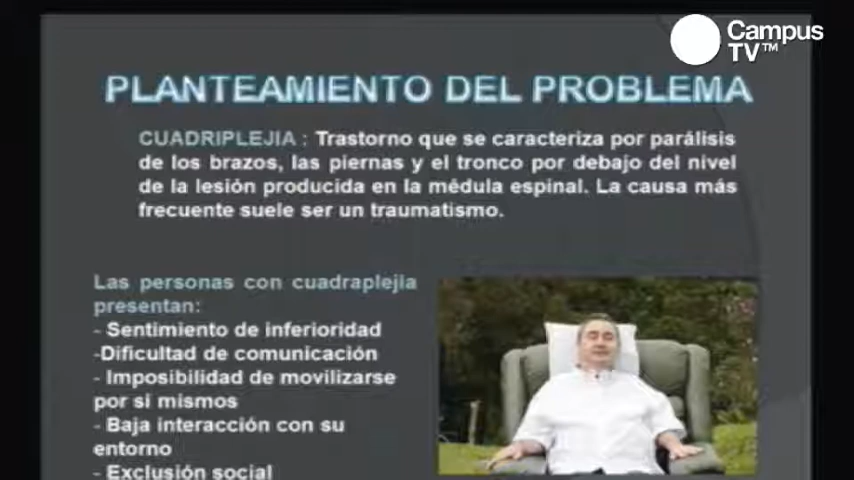 Campus
TV™
PLANTEAMIENTO DEL PROBLEMA
CUADRIPLEJIA : Trastorno que se caracteriza por parálisis
de los brazos, las piernas y el tronco por debajo del nivel
de la lesión producida en la médula espinal. La causa más
frecuente suele ser un traumatismo.
Las personas con cuadraplejia
presentan:
- Sentimiento de inferioridad
-Dificultad de comunicación
- Imposibilidad de movilizarse
por si mismos
- Baja interacción con su
entorno
- Exclusión social